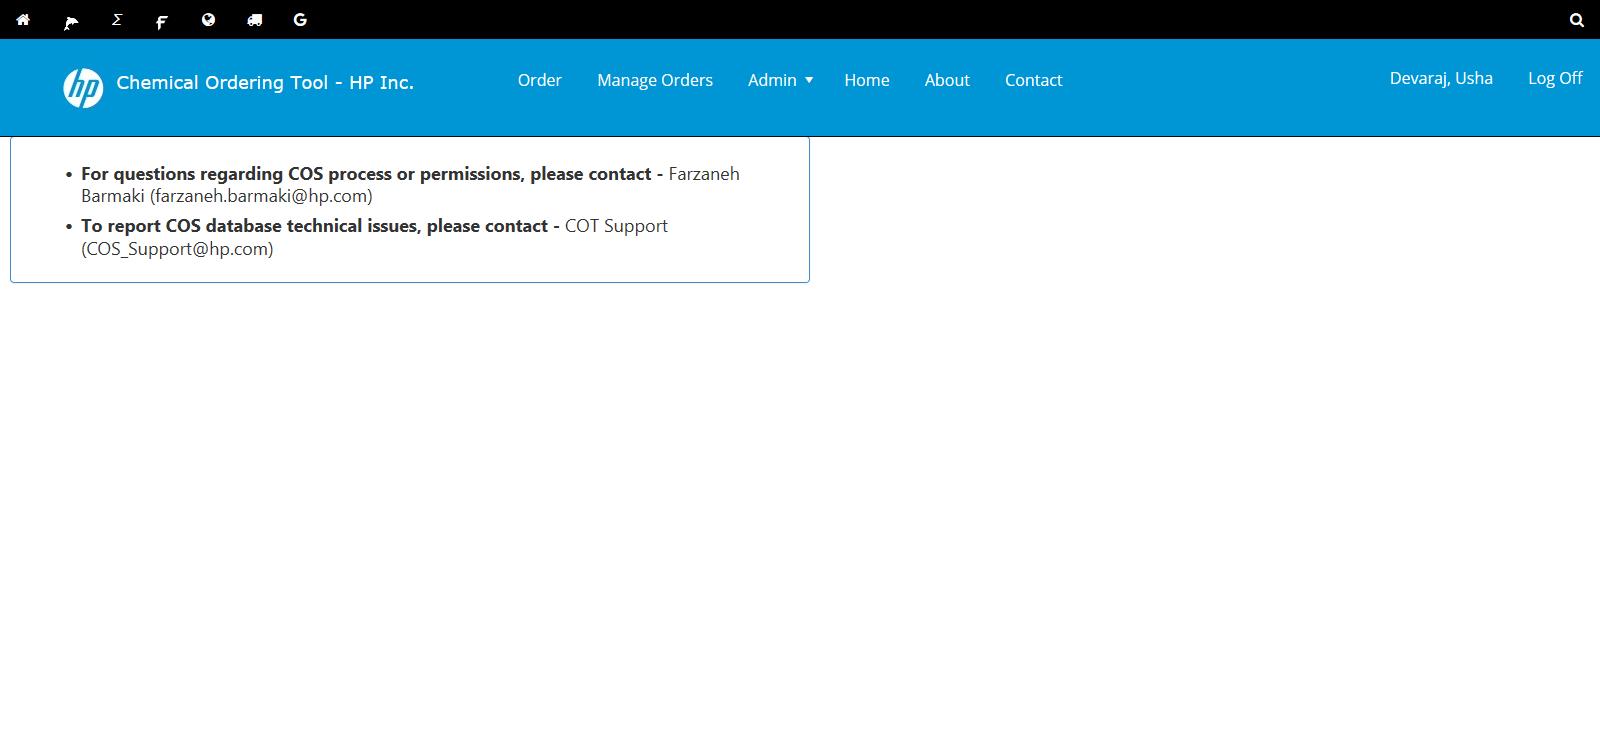 Σ F G
hp Chemical Ordering Tool - HP Inc. Order Manage Orders Admin Home About Contact Devaraj, Usha Log Off
• For questions regarding COS process or permissions, please contact - Farzaneh
Barmaki (farzaneh.barmaki@hp.com)
• To report COS database technical issues, please contact - COT Support
(COS_Support@hp.com)